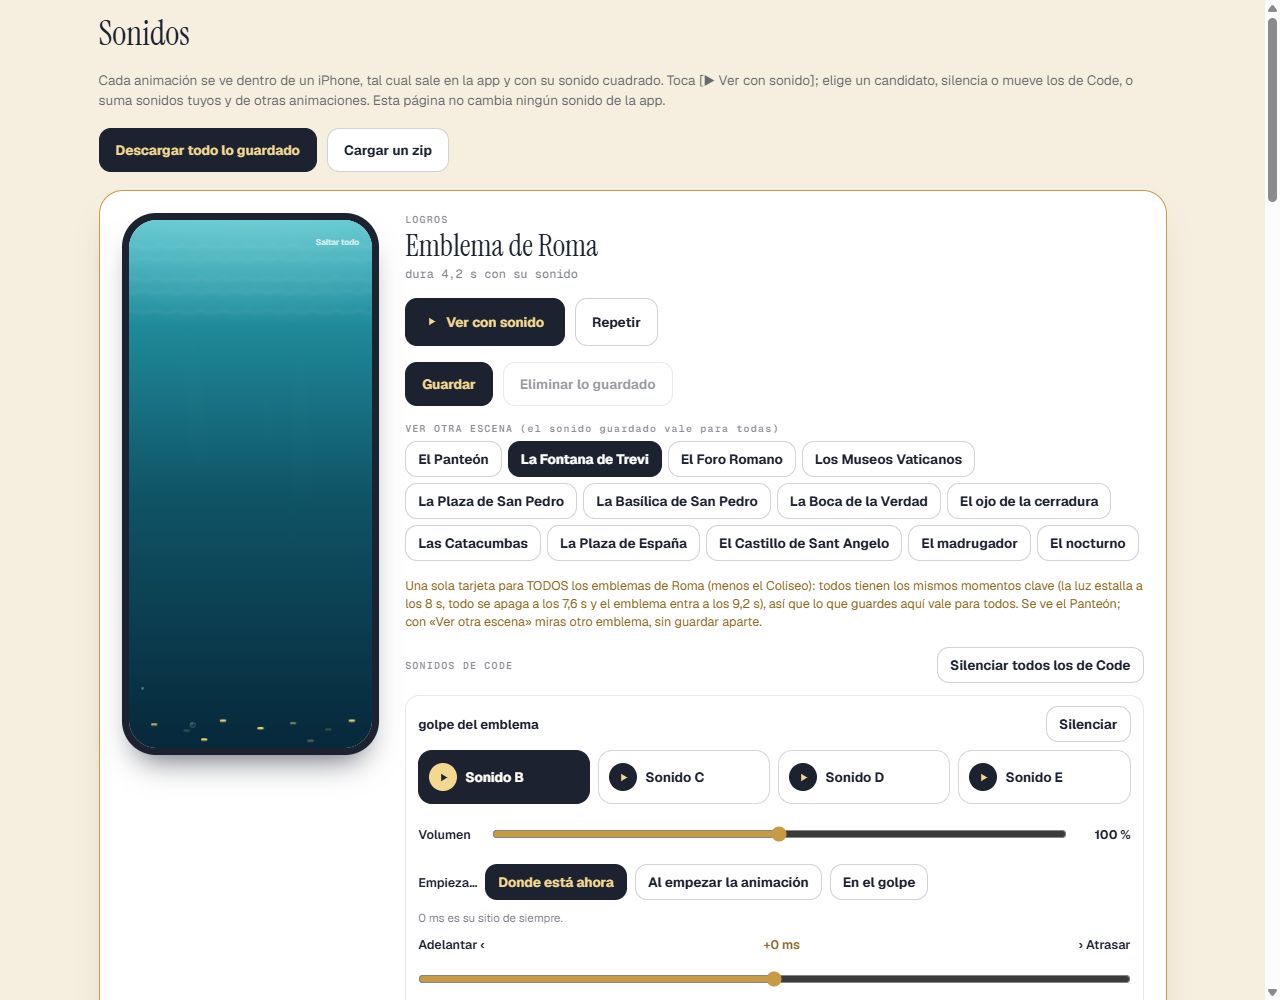 Sonidos
Cada animación se ve dentro de un iPhone, tal cual sale en la app y con su sonido cuadrado. Toca [▶ Ver con sonido]; elige un candidato, silencia o mueve los de Code, o
suma sonidos tuyos y de otras animaciones. Esta página no cambia ningún sonido de la app.
Descargar todo lo guardado
Cargar un zip
Saltar todo
LOGROS
Emblema de Roma
dura 4,2 s con su sonido
▶ Ver con sonido
Repetir
Guardar
Eliminar lo guardado
VER OTRA ESCENA (el sonido guardado vale para todas)
El Panteón
La Fontana de Trevi
El Foro Romano
Los Museos Vaticanos
La Plaza de San Pedro
La Basílica de San Pedro
La Boca de la Verdad
El ojo de la cerradura
Las Catacumbas
La Plaza de España
El Castillo de Sant Angelo
El madrugador
El nocturno
Una sola tarjeta para TODOS los emblemas de Roma (menos el Coliseo): todos tienen los mismos momentos clave (la luz estalla a
los 8 s, todo se apaga a los 7,6 s y el emblema entra a los 9,2 s), así que lo que guardes aquí vale para todos. Se ve el Panteón;
con «Ver otra escena» miras otro emblema, sin guardar aparte.
SONIDOS DE CODE
Silenciar todos los de Code
golpe del emblema
Silenciar
Sonido B
Sonido C
Sonido D
Sonido E
Volumen
100 %
Empieza...
Donde está ahora
Al empezar la animación
En el golpe
0 ms es su sitio de siempre.
Adelantar ‹
+0 ms
› Atrasar